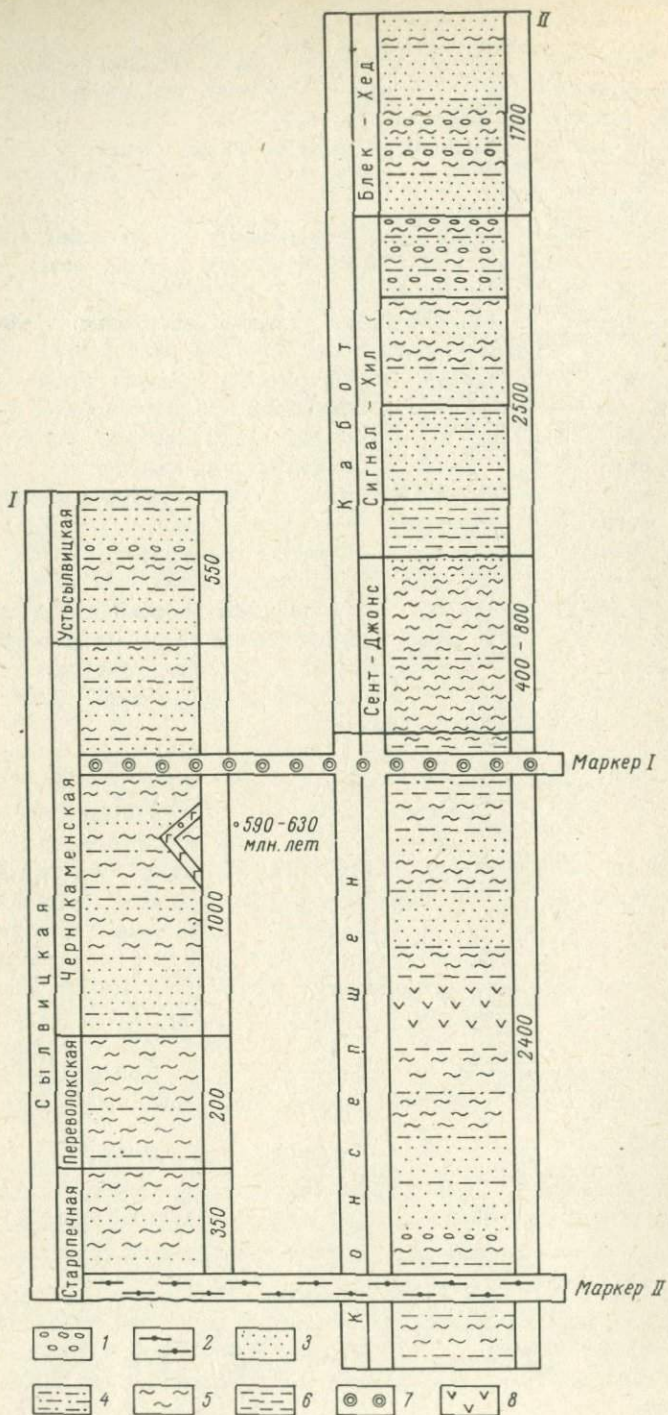 II
Блек - Хед
1700
Кабот
Сигнал - Хил
2500
Сент - Джонс
400 - 800
I
Сылвицкая
Устьсылвицкая
550
Чернокаменская
1000
Переволокская
200
Старопечная
350
Маркер I
590-630
млн. лет
Консепшен
2400
Маркер II
1
2
3
4
5
6
7
8